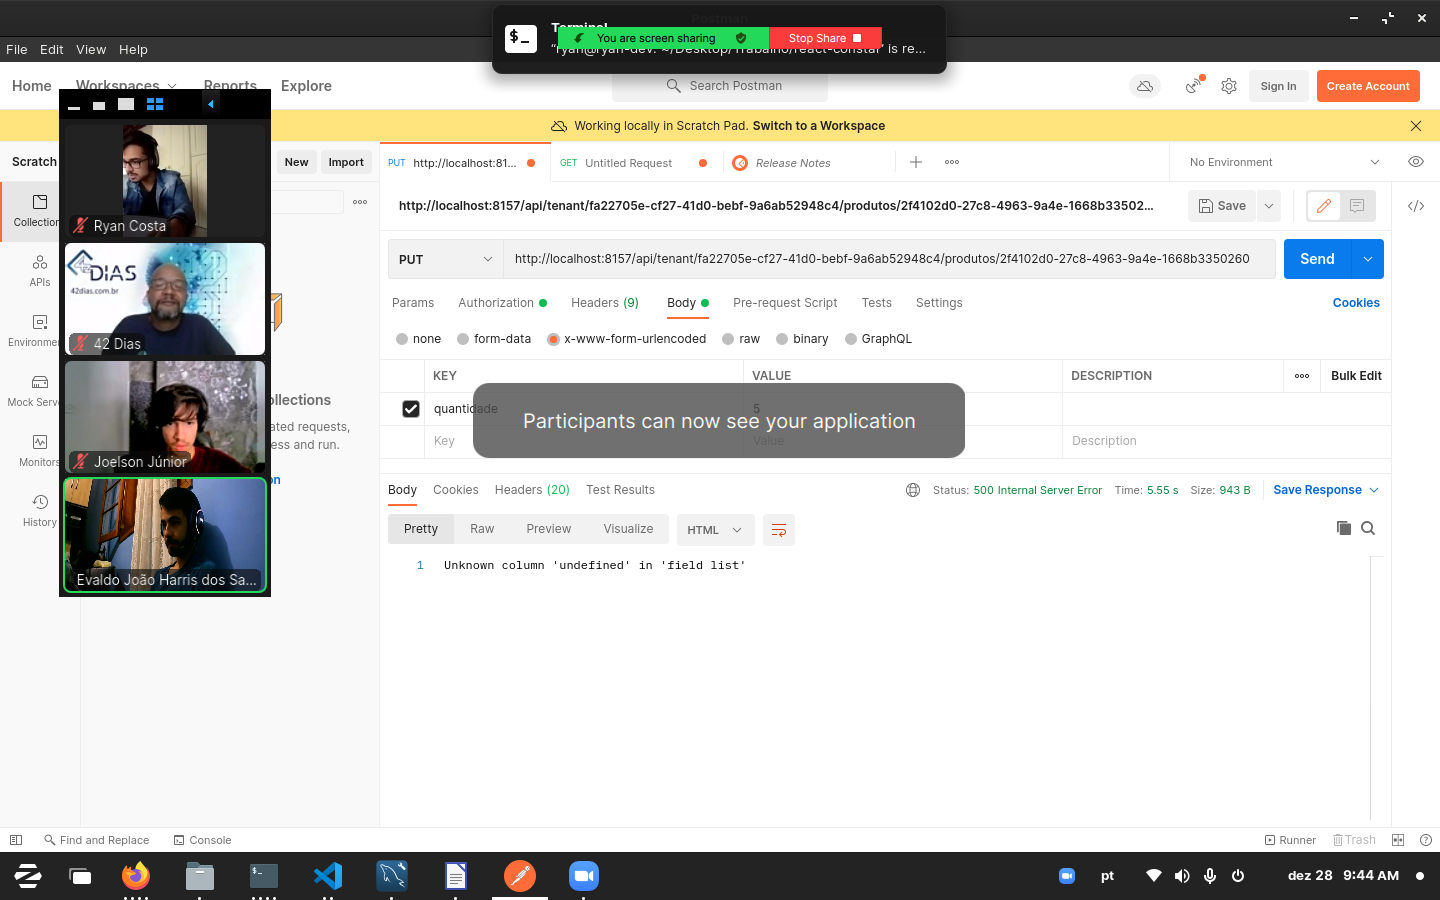 Postman
Terminal
You are screen sharing
Stop Share
"ryan@ryan-dev: ~/Desktop/Trabalho/react-constar" is re...
File Edit View Help
Home Workspaces Reports Explore
Search Postman
Sign In
Create Account
Working locally in Scratch Pad. Switch to a Workspace
Scratch
New
Import
PUT http://localhost:81...
GET Untitled Request
Release Notes
No Environment
http://localhost:8157/api/tenant/fa22705e-cf27-41d0-bebf-9a6ab52948c4/produtos/2f4102d0-27c8-4963-9a4e-1668b33502...
Save
PUT
http://localhost:8157/api/tenant/fa22705e-cf27-41d0-bebf-9a6ab52948c4/produtos/2f4102d0-27c8-4963-9a4e-1668b3350260
Send
Params Authorization Headers (9) Body Pre-request Script Tests Settings
Cookies
none form-data x-www-form-urlencoded raw binary GraphQL
KEY VALUE DESCRIPTION
Bulk Edit
quantidade 5
Key Value Description
Participants can now see your application
Body Cookies Headers (20) Test Results
Status: 500 Internal Server Error Time: 5.55 s Size: 943 B
Save Response
Pretty Raw Preview Visualize
HTML
1 Unknown column 'undefined' in 'field list'
Collection
APIs
Environme
Mock Serve
Monitors
History
ollections
ated requests,
ess and run.
on
Ryan Costa
42 DIAS
42dias.com.br
42 Dias
Joelson Júnior
Evaldo João Harris dos Sa...
Find and Replace
Console
Runner
Trash
pt
dez 28 9:44 AM